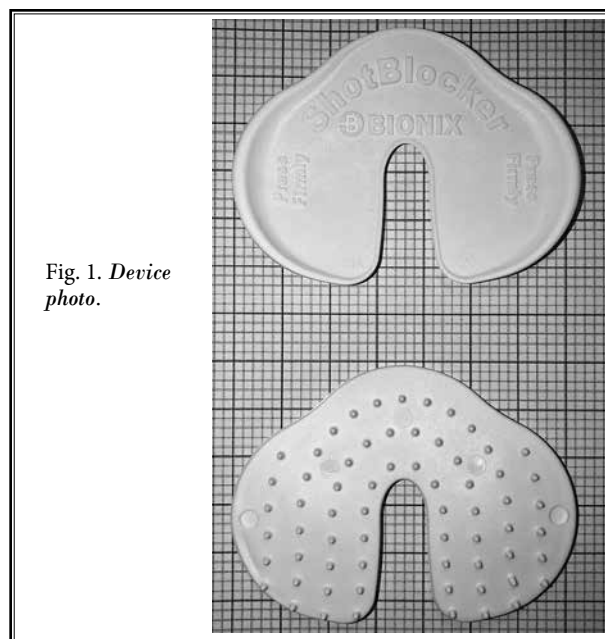 Fig. 1. Device
photo.
ShotBlocker
BIONIX
Press
Firmly
Press
Firmly